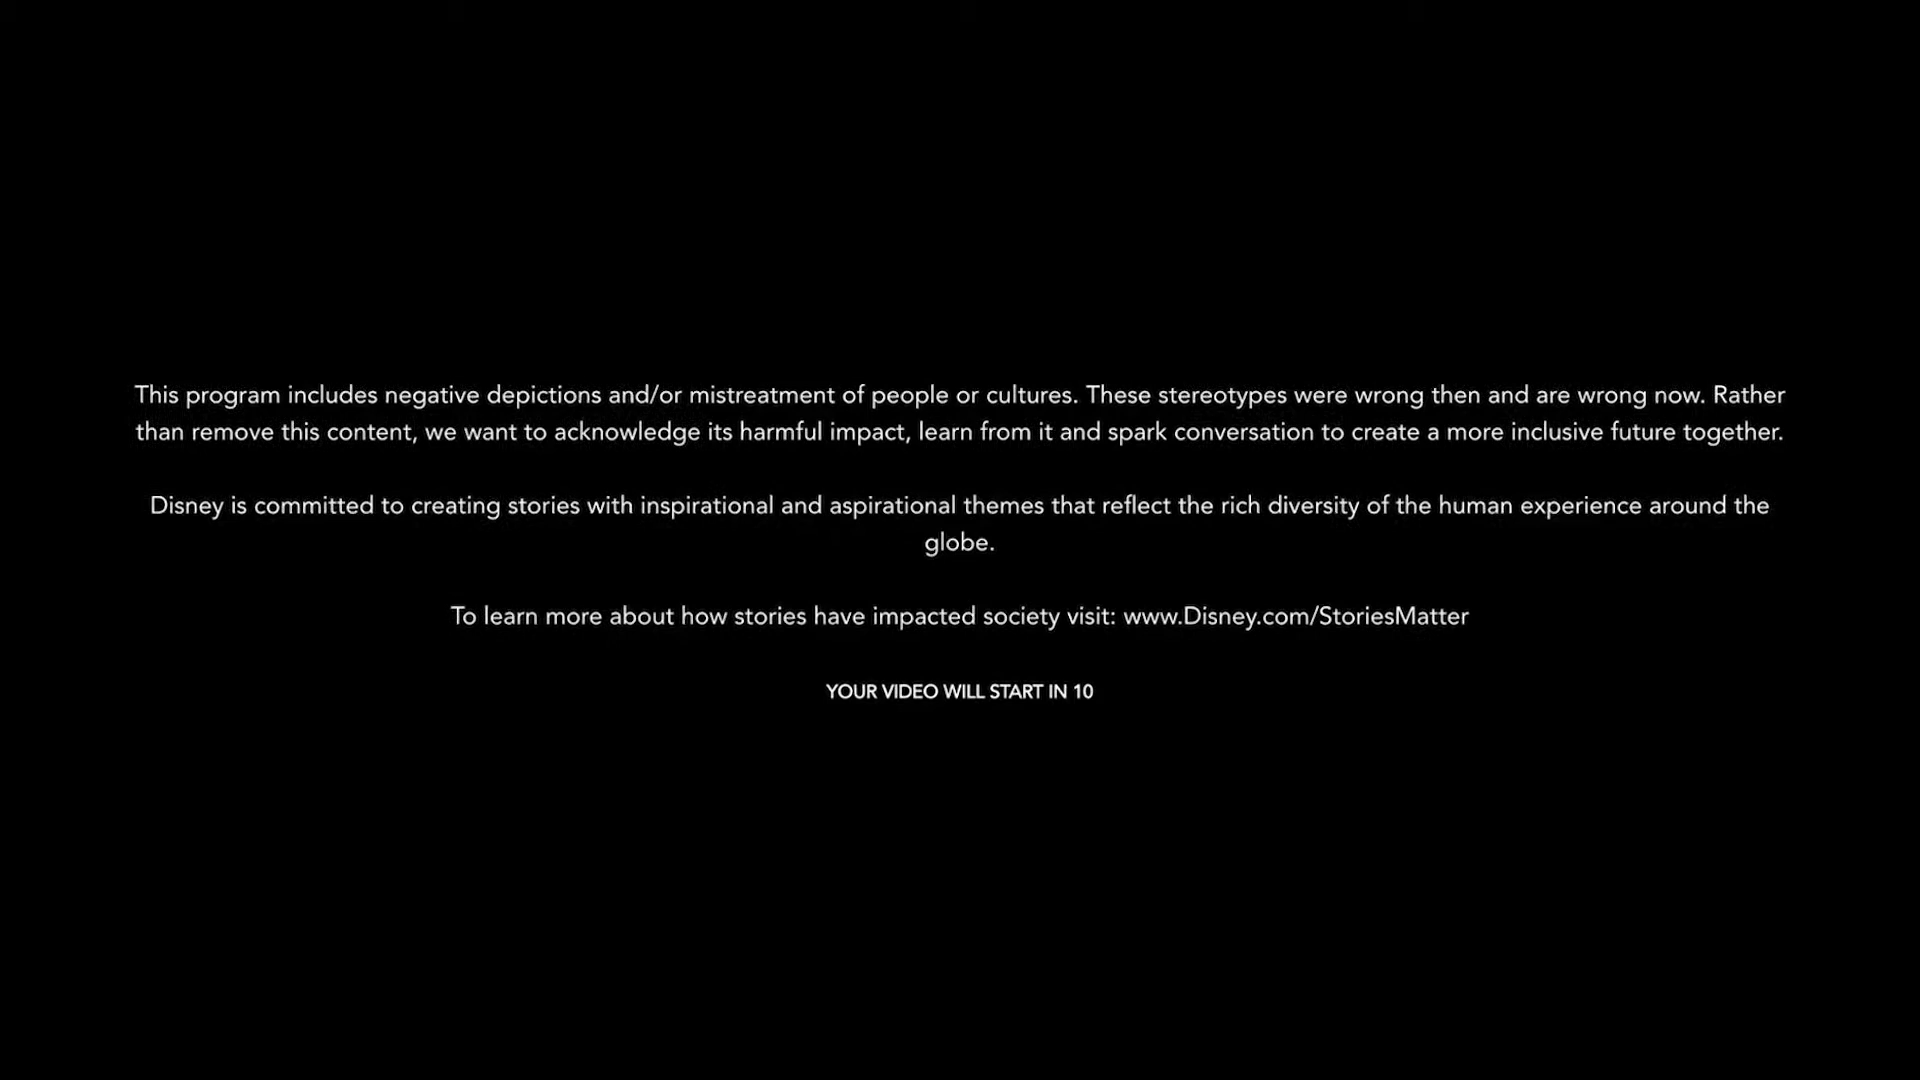 This program includes negative depictions and/or mistreatment of people or cultures. These stereotypes were wrong then and are wrong now. Rather
than remove this content, we want to acknowledge its harmful impact, learn from it and spark conversation to create a more inclusive future together.
Disney is committed to creating stories with inspirational and aspirational themes that reflect the rich diversity of the human experience around the
globe.
To learn more about how stories have impacted society visit: www.Disney.com/StoriesMatter
YOUR VIDEO WILL START IN 10